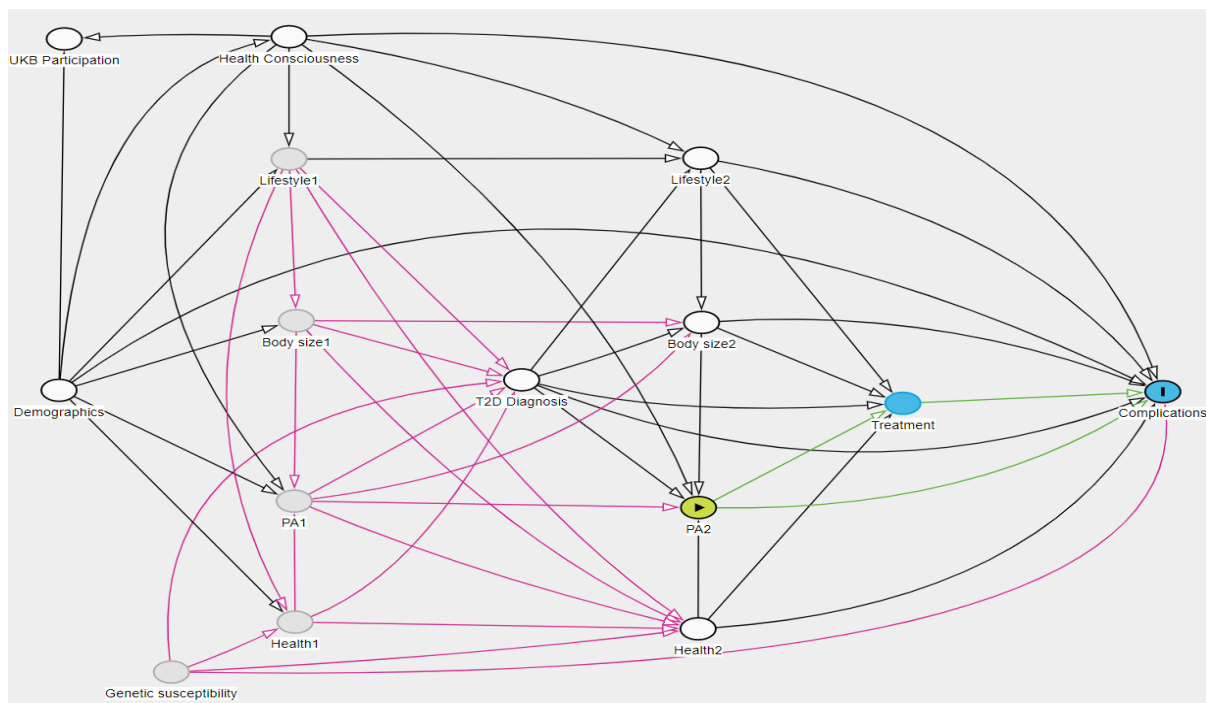 UKB Participation
Health Consciousness
Lifestyle1
Lifestyle2
Body size1
Body size2
Demographics
T2D Diagnosis
Treatment
Complications
PA1
PA2
Health1
Health2
Genetic susceptibility